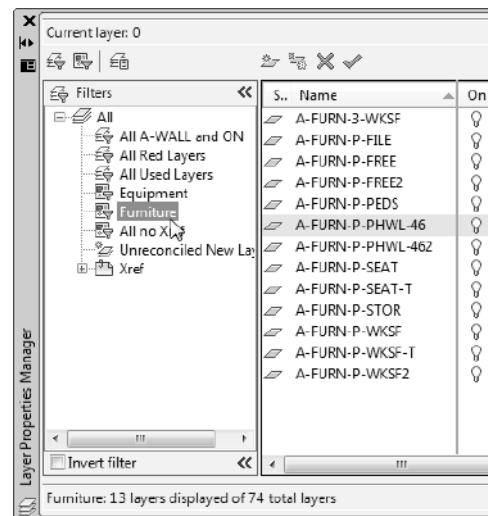 Current layer: 0
Filters
All
All A-WALL and ON
All Red Layers
All Used Layers
Equipment
Furniture
All no
Unreconciled New Lay
Xref
Invert filter
S.. Name On
A-FURN-3-WKSF
A-FURN-P-FILE
A-FURN-P-FREE
A-FURN-P-FREE2
A-FURN-P-PEDS
A-FURN-P-PHWL-46
A-FURN-P-PHWL-462
A-FURN-P-SEAT
A-FURN-P-SEAT-T
A-FURN-P-STOR
A-FURN-P-WKSF
A-FURN-P-WKSF-T
A-FURN-P-WKSF2
Layer Properties Manager
Furniture: 13 layers displayed of 74 total layers